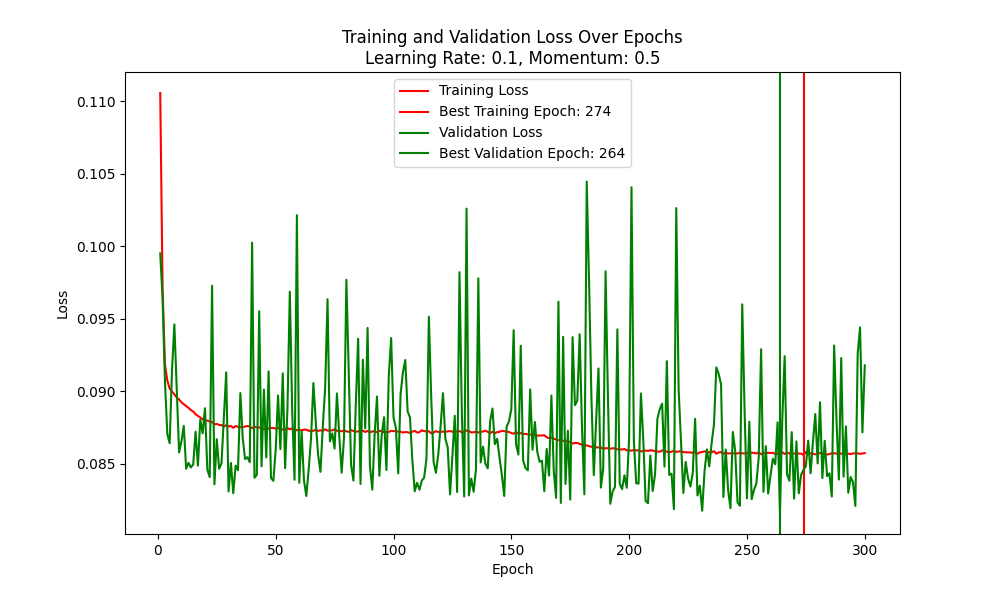 Training and Validation Loss Over Epochs
Learning Rate: 0.1, Momentum: 0.5
Training Loss
Best Training Epoch: 274
Validation Loss
Best Validation Epoch: 264
Loss
0.110
0.105
0.100
0.095
0.090
0.085
0 50 100 150 200 250 300
Epoch